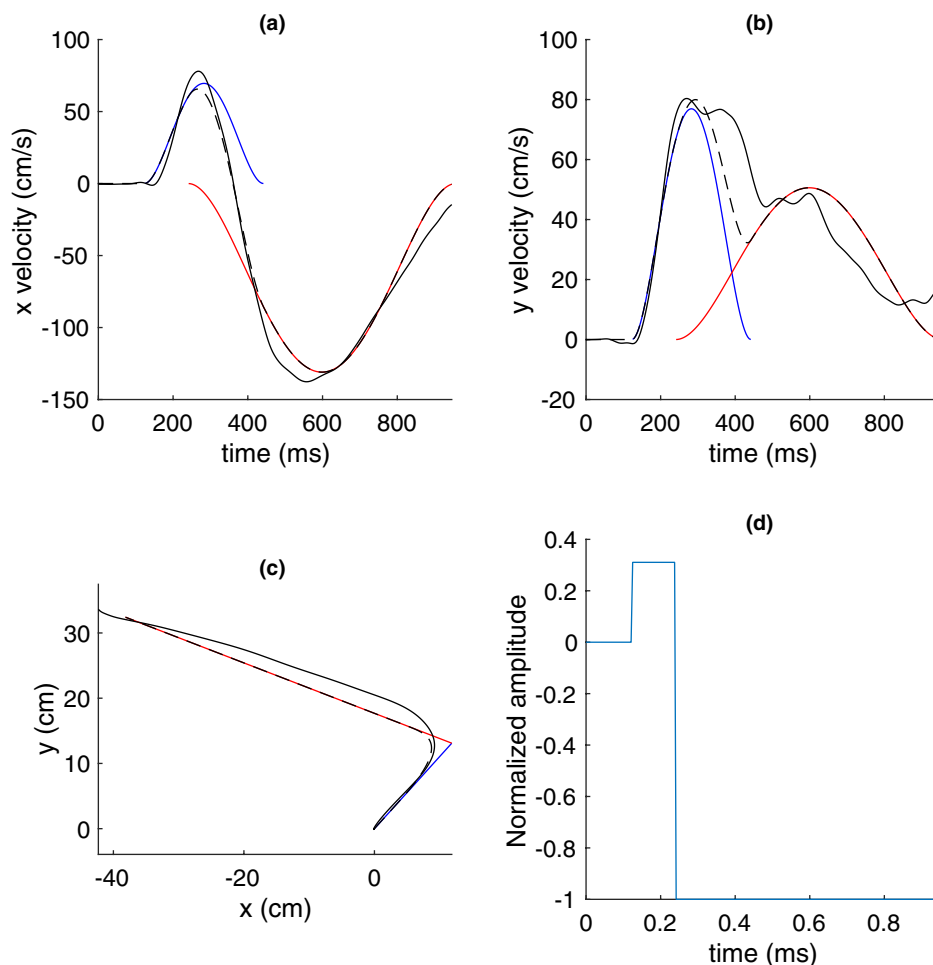 (a)
100
50
0
-50
-100
-150
x velocity (cm/s)
0 200 400 600 800
time (ms)
(b)
100
80
60
40
20
0
-20
y velocity (cm/s)
0 200 400 600 800
time (ms)
(c)
30
20
10
0
y (cm)
-40 -20 0
x (cm)
(d)
0.4
0.2
0
-0.2
-0.4
-0.6
-0.8
-1
Normalized amplitude
0 0.2 0.4 0.6 0.8
time (ms)